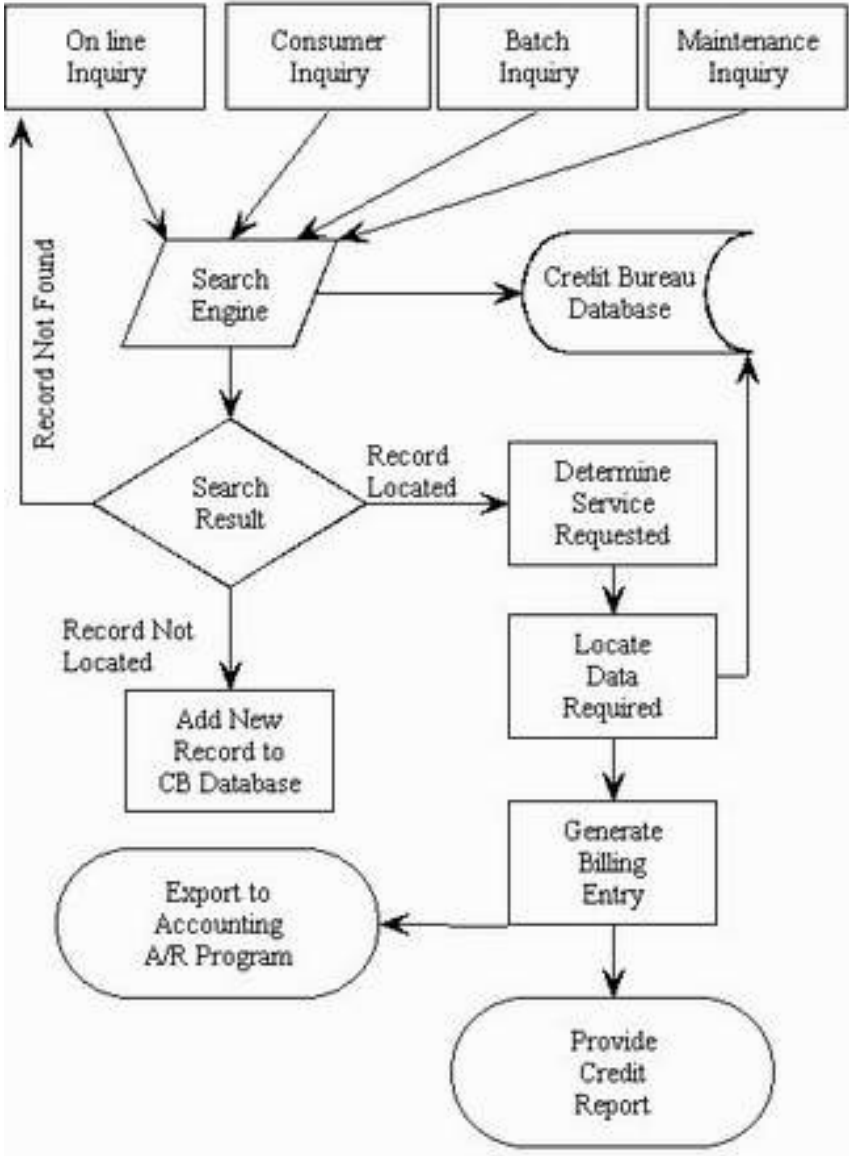 On line
Inquiry
Consumer
Inquiry
Batch
Inquiry
Maintenance
Inquiry
Record Not Found
Search
Engine
Credit Bureau
Database
Search
Result
Record
Located
Determine
Service
Requested
Record Not
Located
Locate
Data
Required
Add New
Record to
CB Database
Generate
Billing
Entry
Export to
Accounting
A/R Program
Provide
Credit
Report